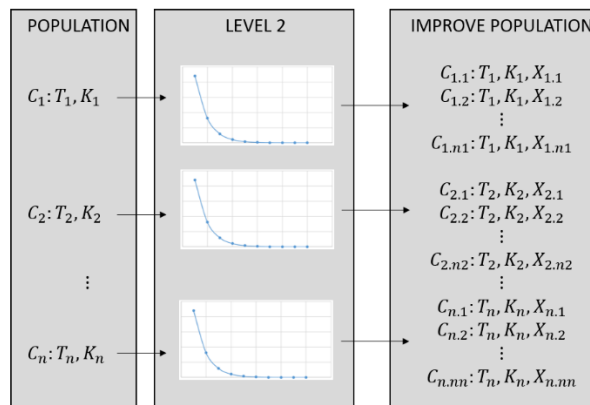 POPULATION
C₁: T₁, K₁
C₂: T₂, K₂
⋮
Cₙ: Tₙ, Kₙ
LEVEL 2
IMPROVE POPULATION
C₁.₁: T₁, K₁, X₁.₁
C₁.₂: T₁, K₁, X₁.₂
⋮
C₁.ₙ₁: T₁, K₁, X₁.ₙ₁
C₂.₁: T₂, K₂, X₂.₁
C₂.₂: T₂, K₂, X₂.₂
⋮
C₂.ₙ₂: T₂, K₂, X₂.ₙ₂
⋮
Cₙ.₁: Tₙ, Kₙ, Xₙ.₁
Cₙ.₂: Tₙ, Kₙ, Xₙ.₂
⋮
Cₙ.ₙₙ: Tₙ, Kₙ, Xₙ.ₙₙ